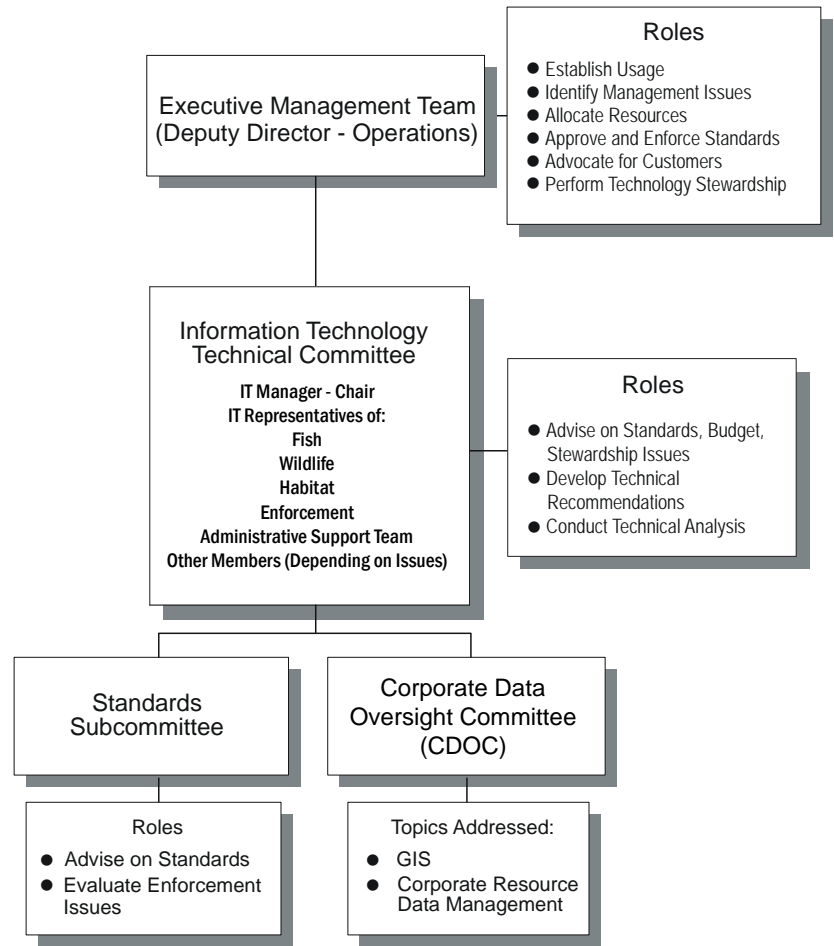 Executive Management Team
(Deputy Director - Operations)
Roles
● Establish Usage
● Identify Management Issues
● Allocate Resources
● Approve and Enforce Standards
● Advocate for Customers
● Perform Technology Stewardship
Information Technology
Technical Committee
IT Manager - Chair
IT Representatives of:
Fish
Wildlife
Habitat
Enforcement
Administrative Support Team
Other Members (Depending on Issues)
Roles
● Advise on Standards, Budget,
Stewardship Issues
● Develop Technical
Recommendations
● Conduct Technical Analysis
Standards
Subcommittee
Roles
● Advise on Standards
● Evaluate Enforcement
Issues
Corporate Data
Oversight Committee
(CDOC)
Topics Addressed:
● GIS
● Corporate Resource
Data Management